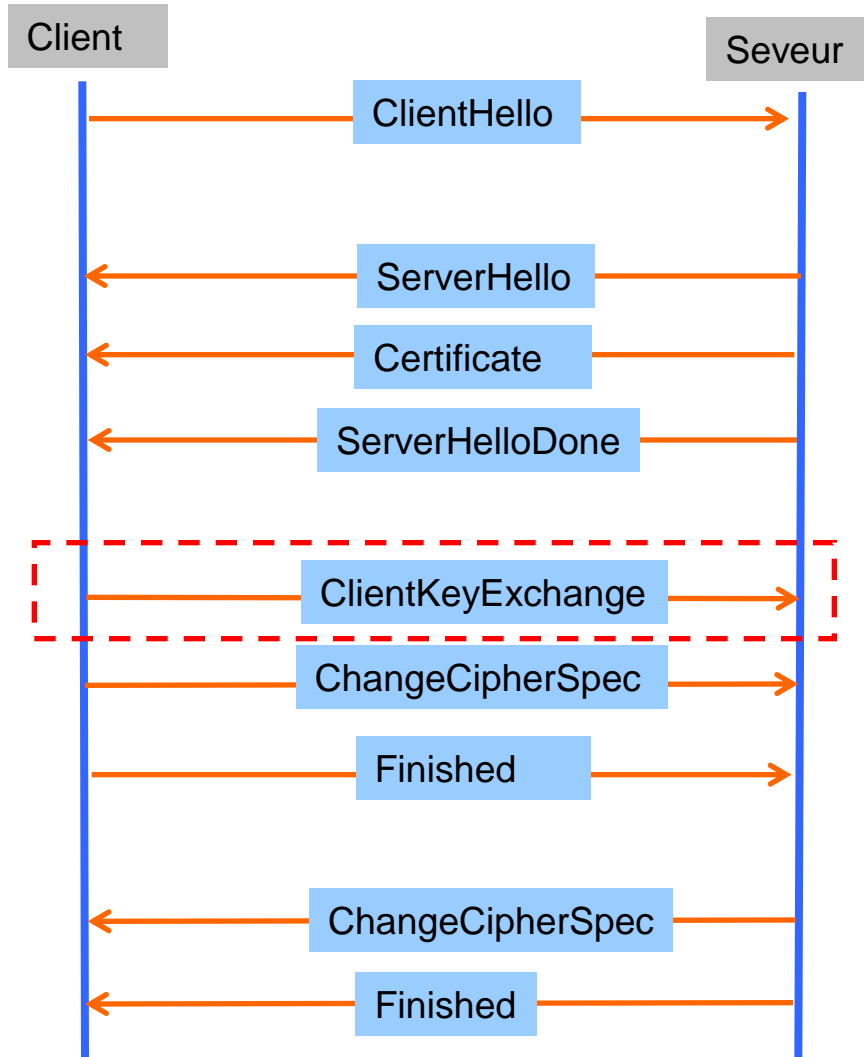 Client
Seveur
ClientHello
ServerHello
Certificate
ServerHelloDone
ClientKeyExchange
ChangeCipherSpec
Finished
ChangeCipherSpec
Finished